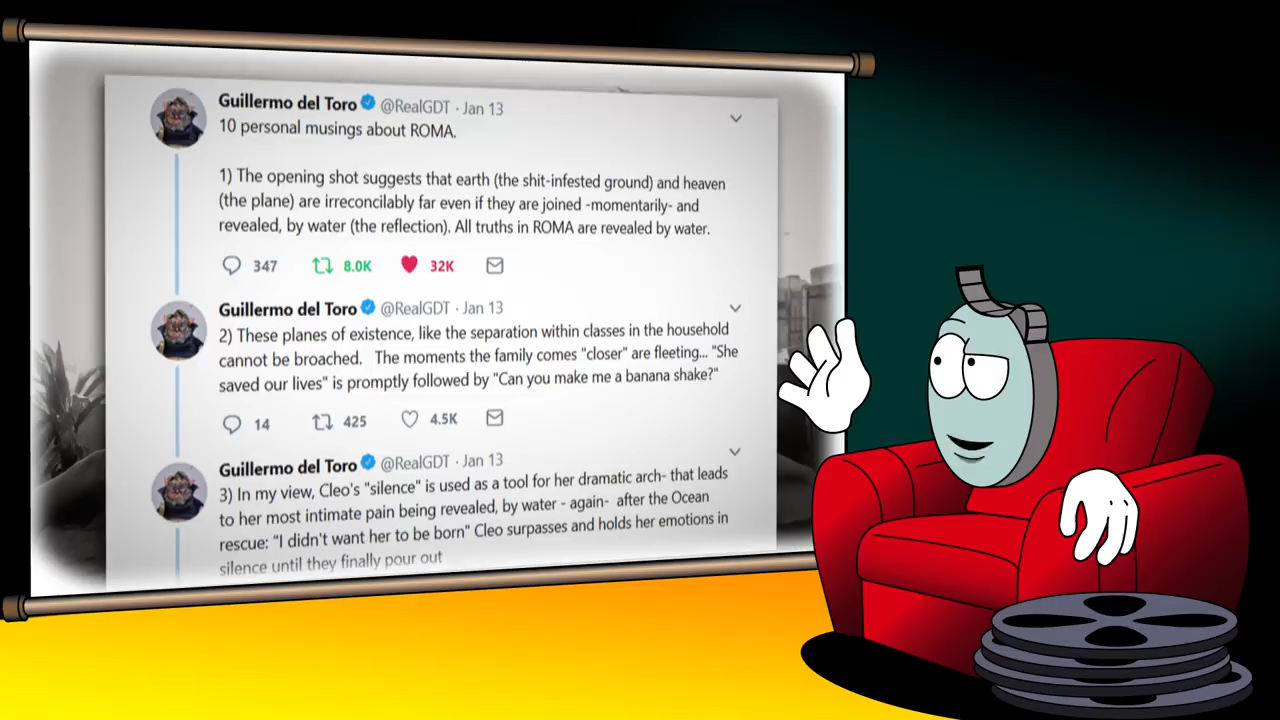 Guillermo del Toro @RealGDT · Jan 13
10 personal musings about ROMA.
1) The opening shot suggests that earth (the shit-infested ground) and heaven
(the plane) are irreconcilably far even if they are joined -momentarily- and
revealed, by water (the reflection). All truths in ROMA are revealed by water.
347 8.0K 32K
Guillermo del Toro @RealGDT · Jan 13
2) These planes of existence, like the separation within classes in the household
cannot be broached. The moments the family comes "closer" are fleeting... "She
saved our lives" is promptly followed by "Can you make me a banana shake?"
14 425 4.5K
Guillermo del Toro @RealGDT · Jan 13
3) In my view, Cleo's "silence" is used as a tool for her dramatic arch- that leads
to her most intimate pain being revealed, by water - again- after the Ocean
rescue: "I didn't want her to be born" Cleo surpasses and holds her emotions in
silence until they finally pour out